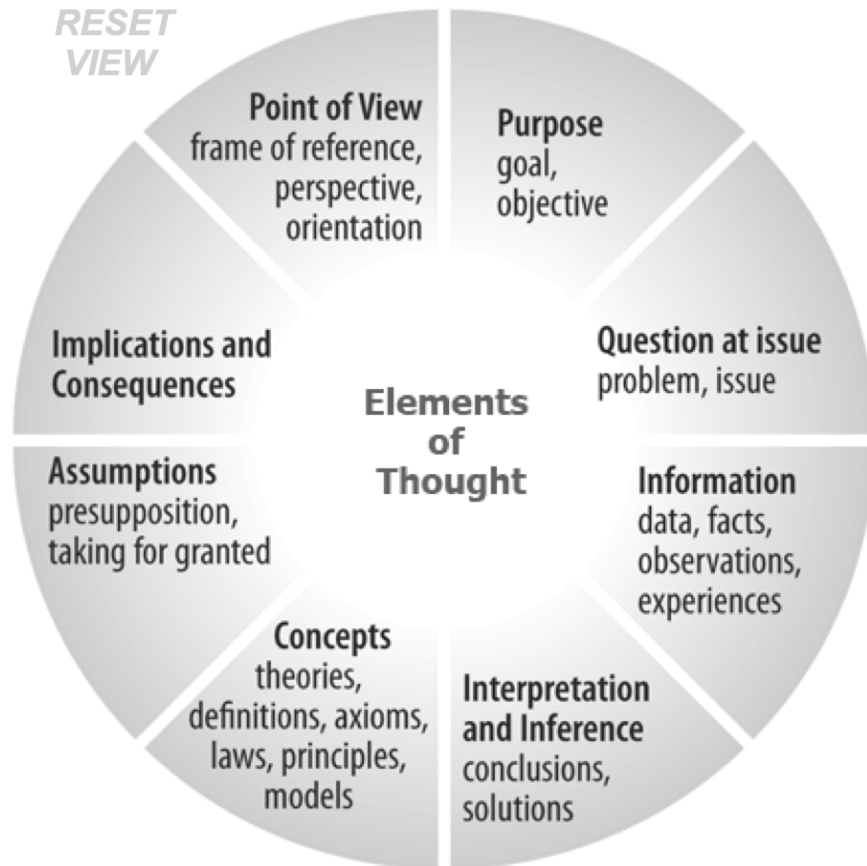 RESET
VIEW
Point of View
frame of reference,
perspective,
orientation
Purpose
goal,
objective
Implications and
Consequences
Question at issue
problem, issue
Elements
of
Thought
Assumptions
presupposition,
taking for granted
Information
data, facts,
observations,
experiences
Concepts
theories,
definitions, axioms,
laws, principles,
models
Interpretation
and Inference
conclusions,
solutions